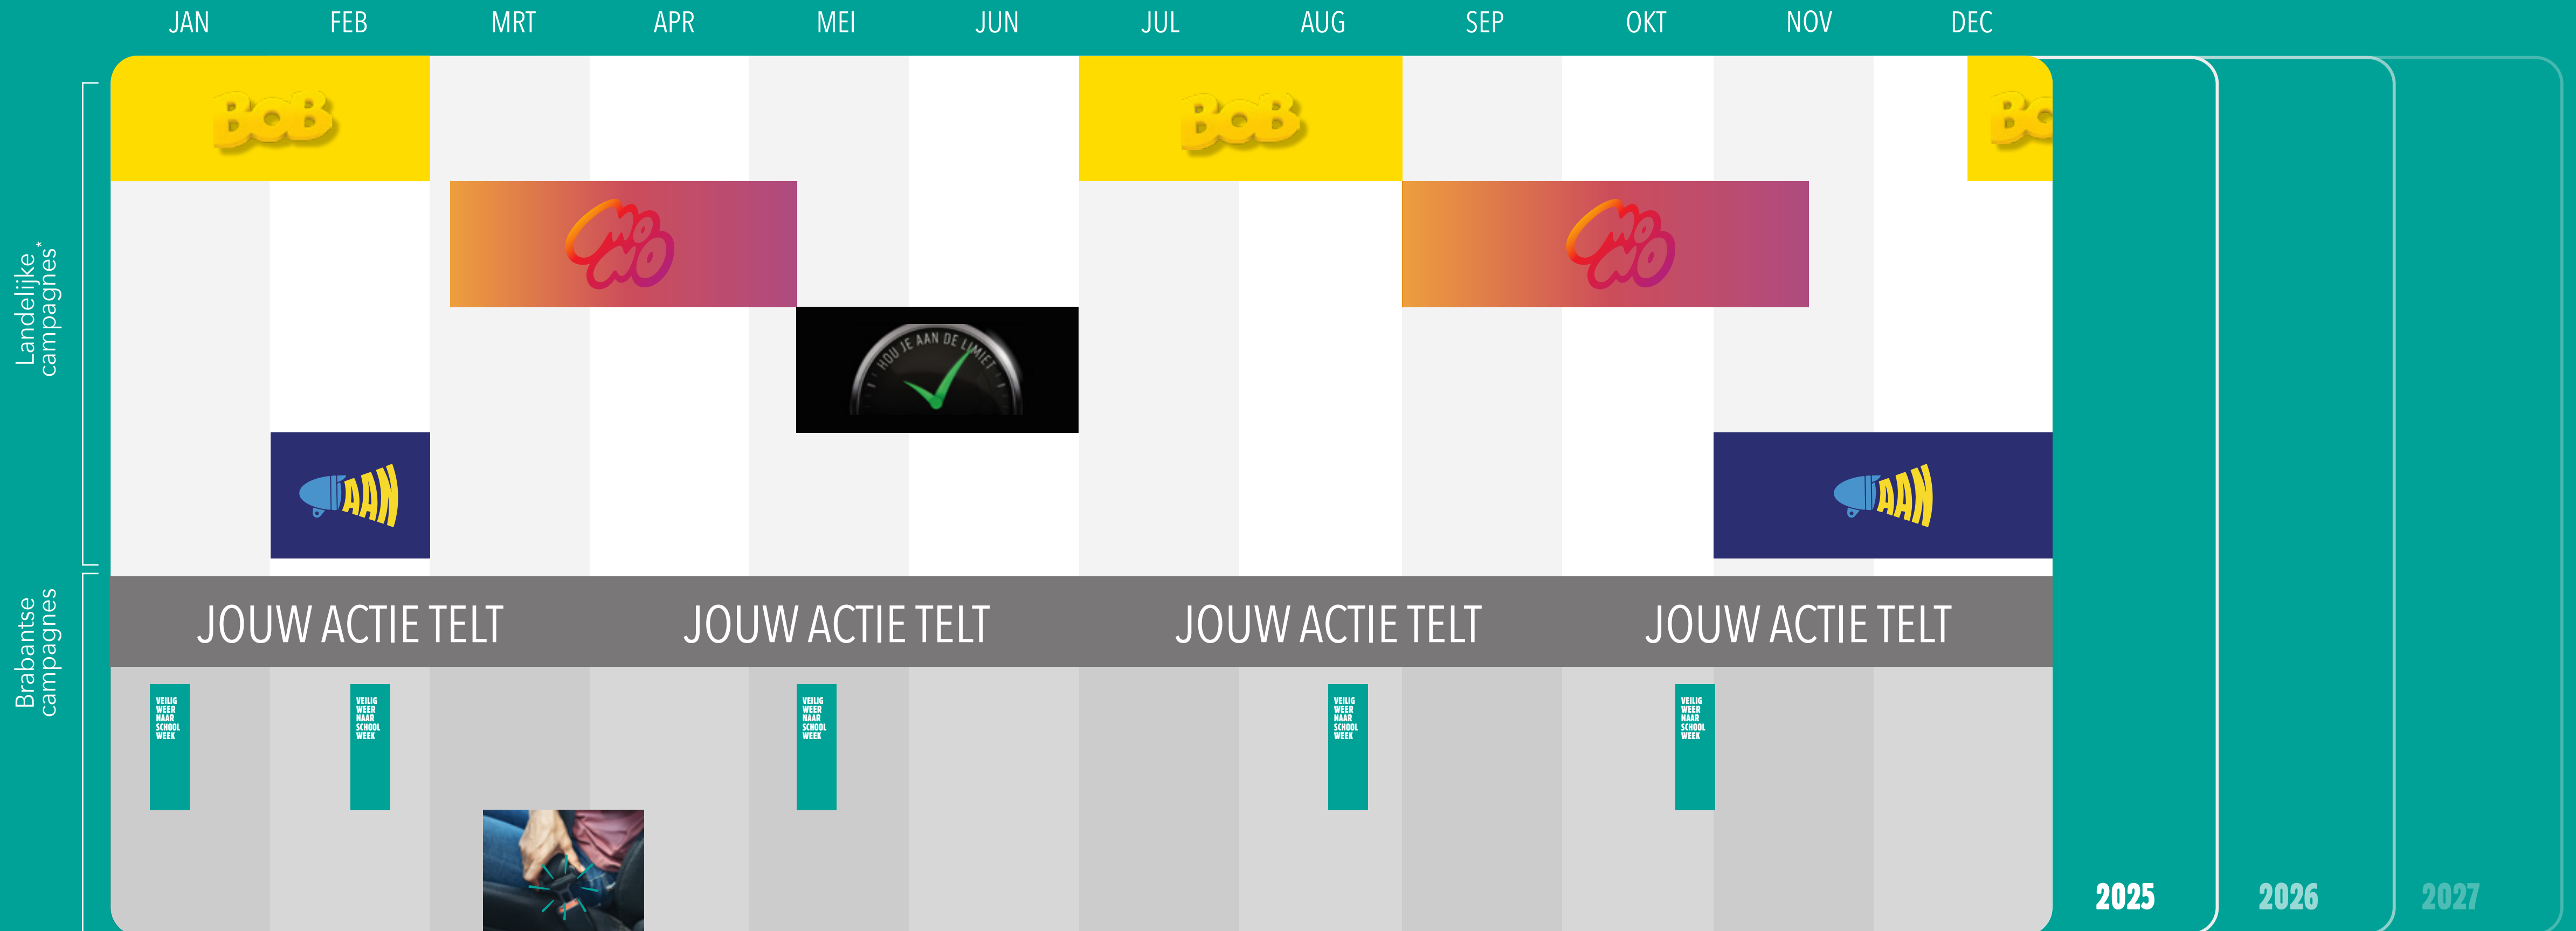 JAN FEB MRT APR MEI JUN JUL AUG SEP OKT NOV DEC
Landelijke
campagnes*
BOB BOB BO
MONO MONO
HOU JE AAN DE LIMIET
AAN AAN
Brabantse
campagnes
JOUW ACTIE TELT JOUW ACTIE TELT JOUW ACTIE TELT JOUW ACTIE TELT
VEILIG
WEER
NAAR
SCHOOL
WEEK
VEILIG
WEER
NAAR
SCHOOL
WEEK
VEILIG
WEER
NAAR
SCHOOL
WEEK
VEILIG
WEER
NAAR
SCHOOL
WEEK
VEILIG
WEER
NAAR
SCHOOL
WEEK
2025 2026 2027